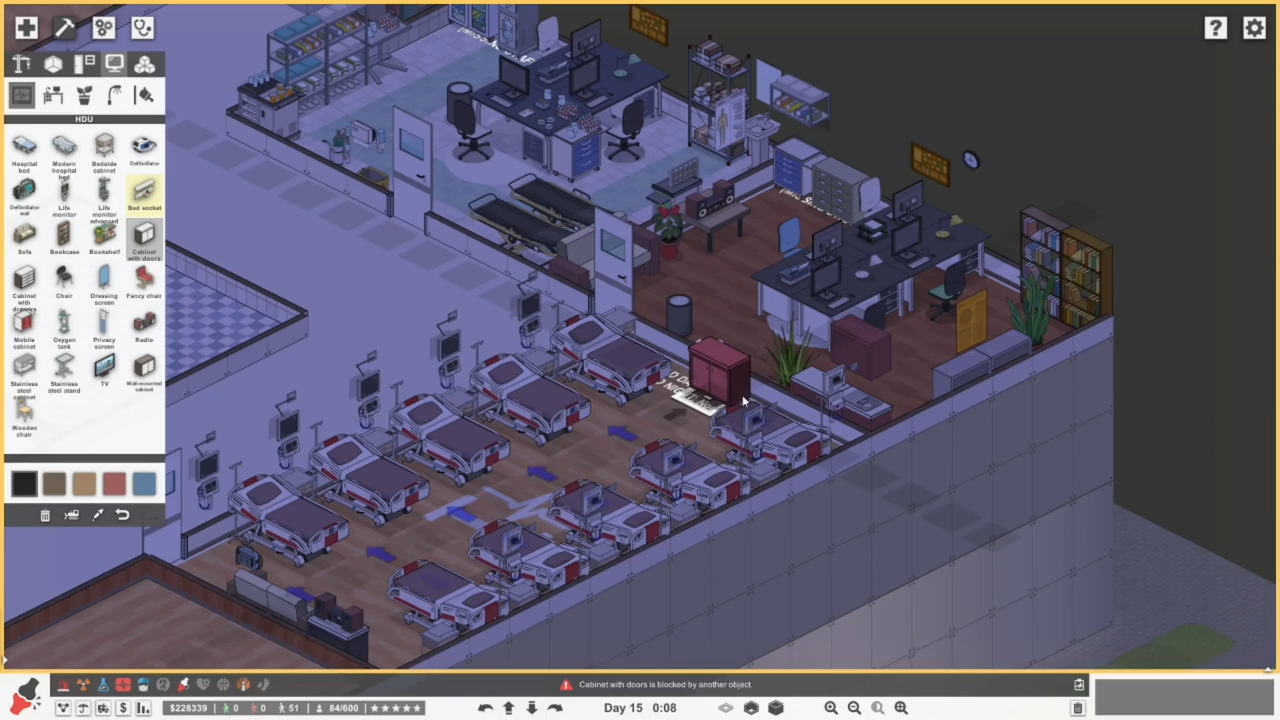 HDU
Hospital bed
Modern hospital bed
Bedside cabinet
Defibrillator
Defibrillator wall
Life monitor
Life monitor advanced
Bed socket
Sofa
Bookcase
Bookshelf
Cabinet with doors
Cabinet with drawers
Chair
Dressing screen
Fancy chair
Mobile cabinet
Oxygen tank
Privacy screen
Radio
Stainless steel cabinet
Stainless steel stand
TV
Wall-mounted cabinet
Wooden chair
Cabinet with doors is blocked by another object.
$228339
0
0
51
84/600
Day 15 0:08
?